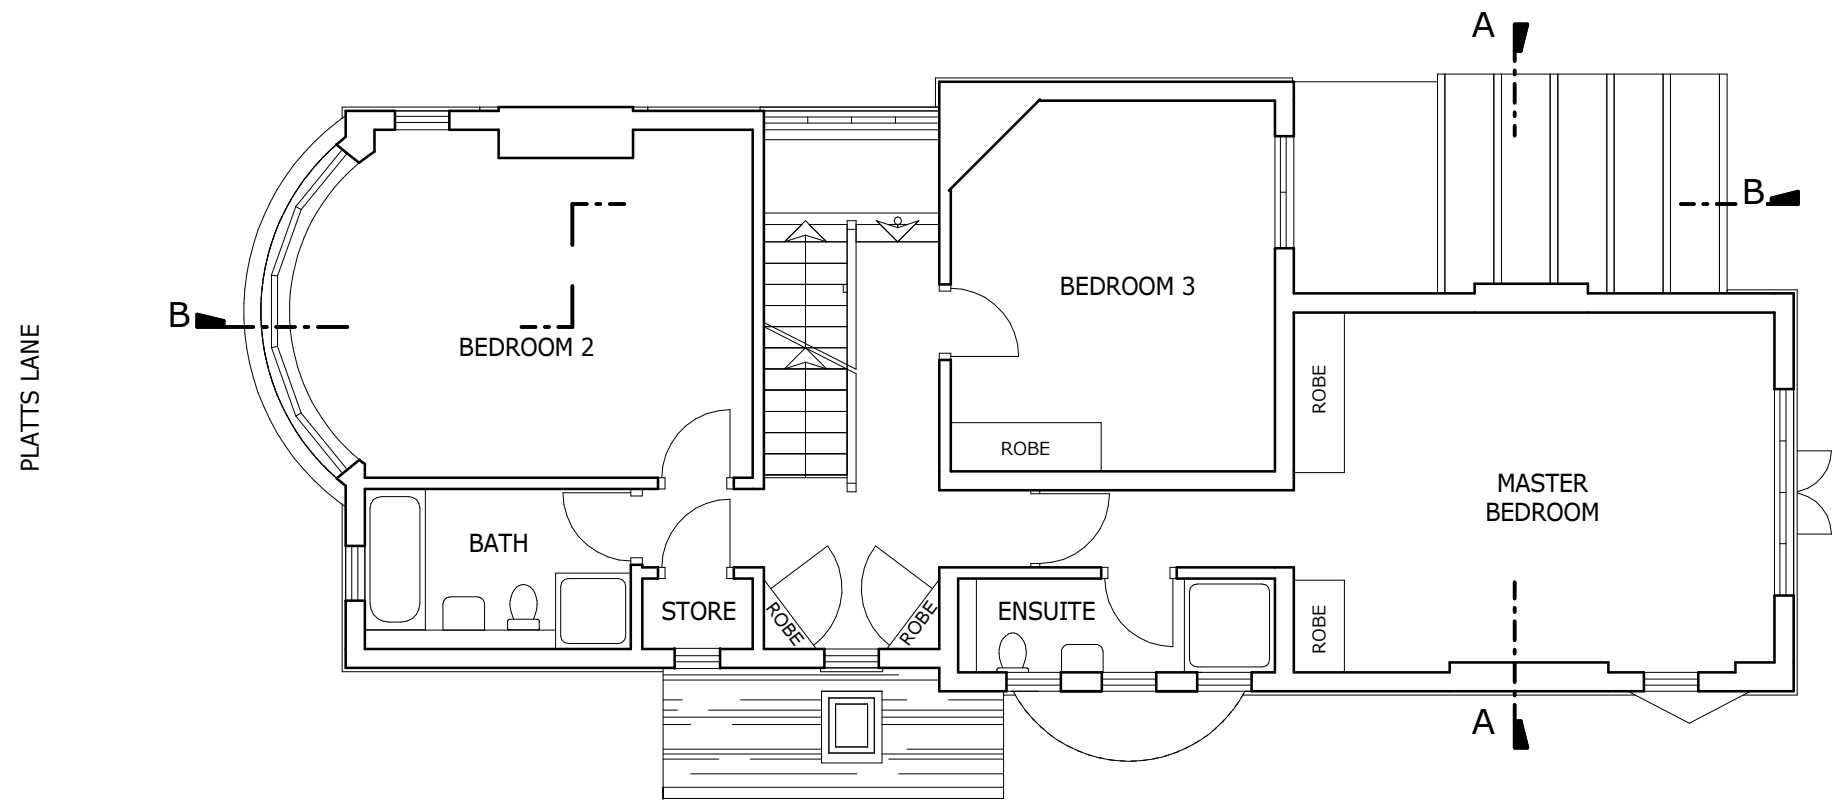 A
B
BEDROOM 3
B
BEDROOM 2
PLATTS LANE
ROBE
ROBE
MASTER
BEDROOM
BATH
STORE
ROBE
ROBE
ENSUITE
ROBE
A